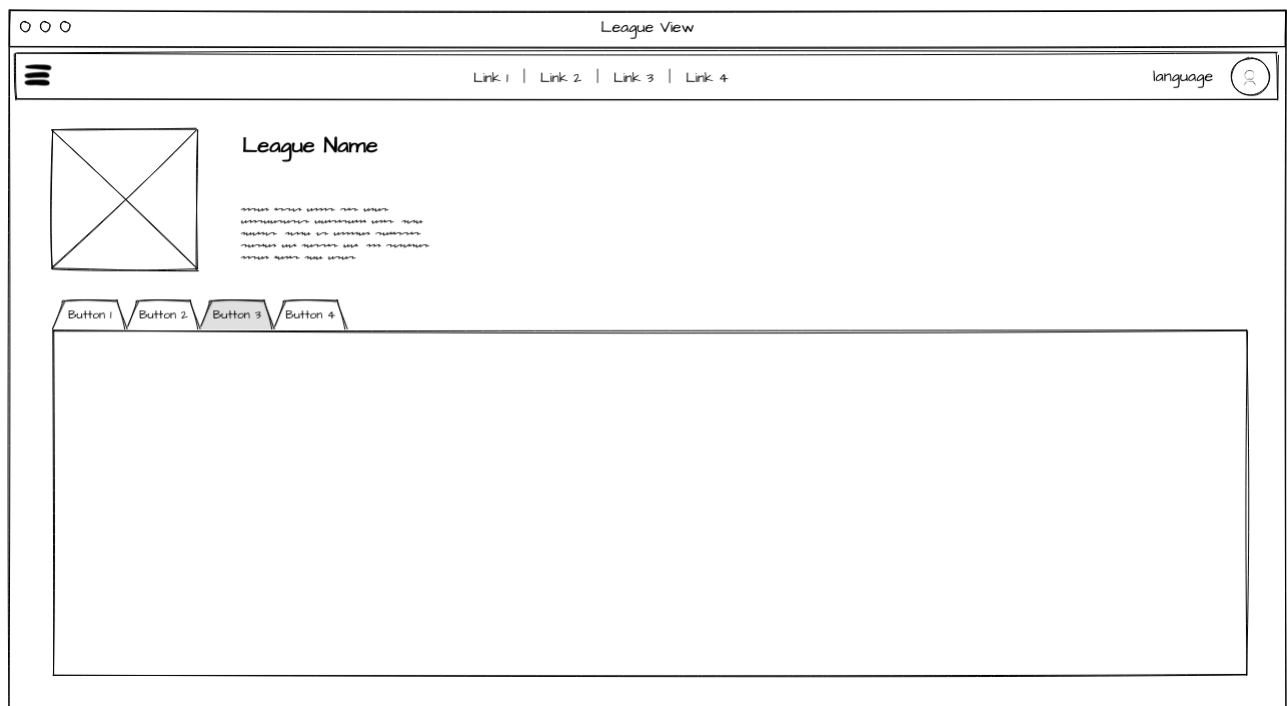 League View
Link 1 | Link 2 | Link 3 | Link 4
language
League Name
Button 1
Button 2
Button 3
Button 4